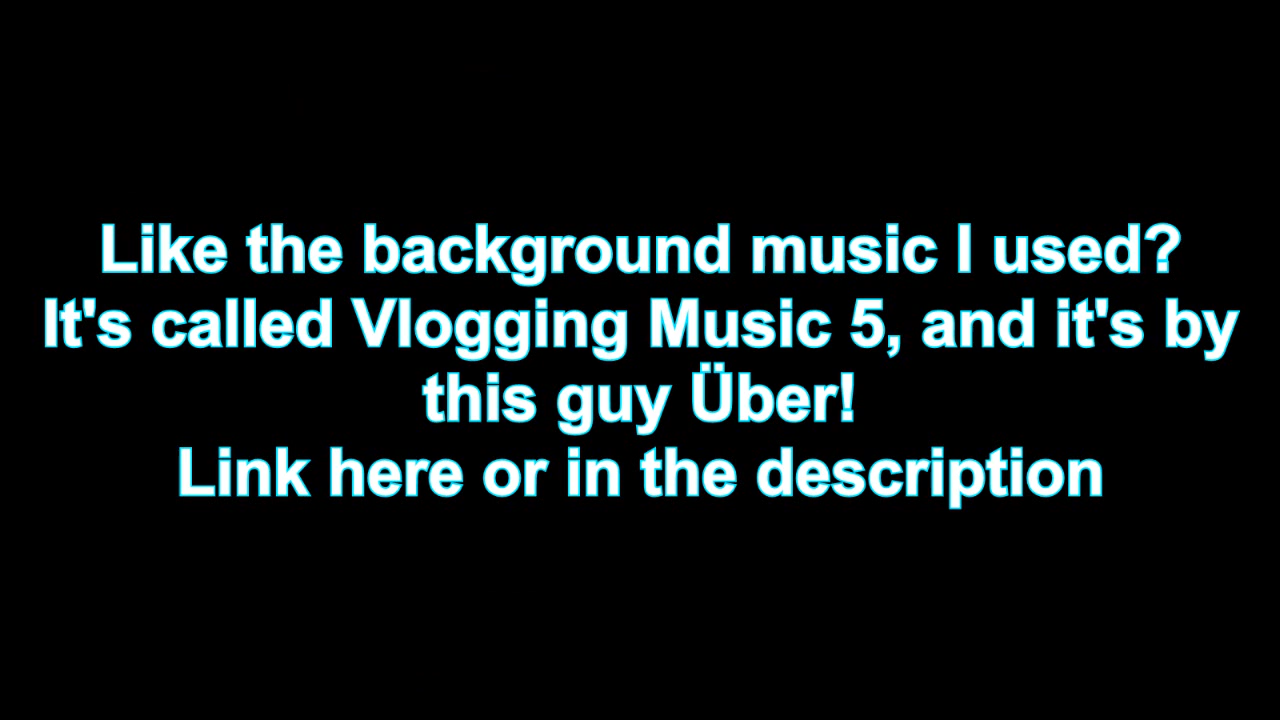 Like the background music I used?
It's called Vlogging Music 5, and it's by
this guy Über!
Link here or in the description